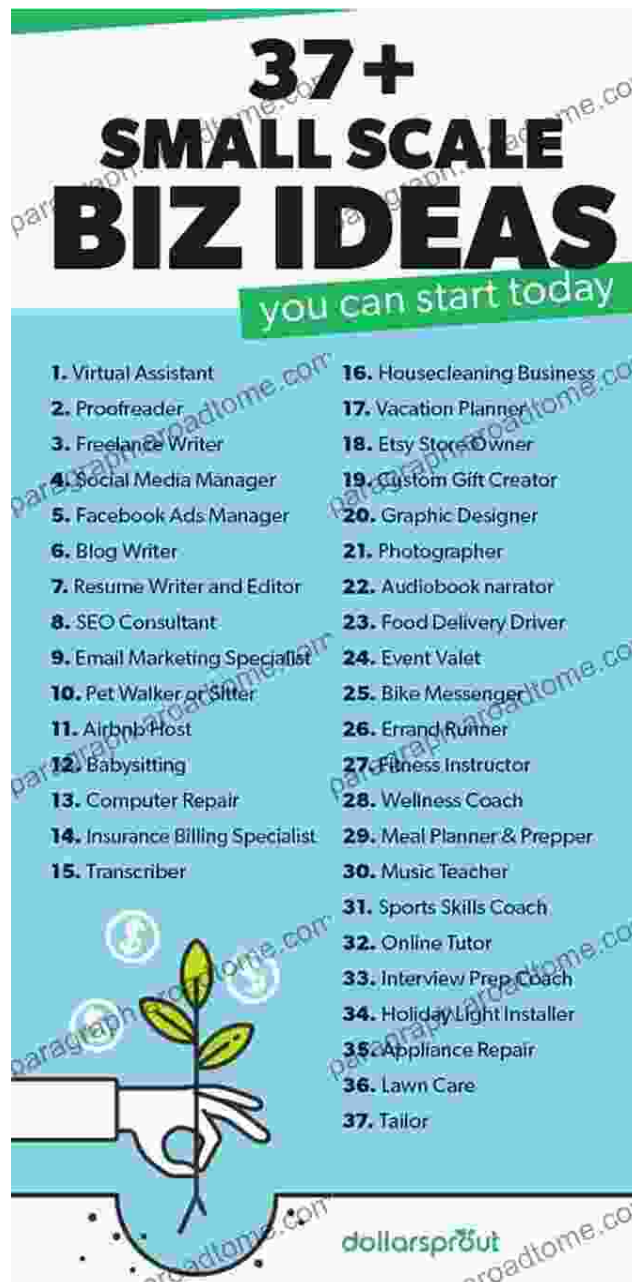 37+
SMALL SCALE
BIZ IDEAS
you can start today
1. Virtual Assistant
2. Proofreader
3. Freelance Writer
4. Social Media Manager
5. Facebook Ads Manager
6. Blog Writer
7. Resume Writer and Editor
8. SEO Consultant
9. Email Marketing Specialist
10. Pet Walker or Sitter
11. Airbnb Host
12. Babysitting
13. Computer Repair
14. Insurance Billing Specialist
15. Transcriber
16. Housecleaning Business
17. Vacation Planner
18. Etsy Store Owner
19. Custom Gift Creator
20. Graphic Designer
21. Photographer
22. Audiobook narrator
23. Food Delivery Driver
24. Event Valet
25. Bike Messenger
26. Errand Runner
27. Fitness Instructor
28. Wellness Coach
29. Meal Planner & Prepper
30. Music Teacher
31. Sports Skills Coach
32. Online Tutor
33. Interview Prep Coach
34. Holiday Light Installer
35. Appliance Repair
36. Lawn Care
37. Tailor
dollarsprout
paragraph.broadtome.com